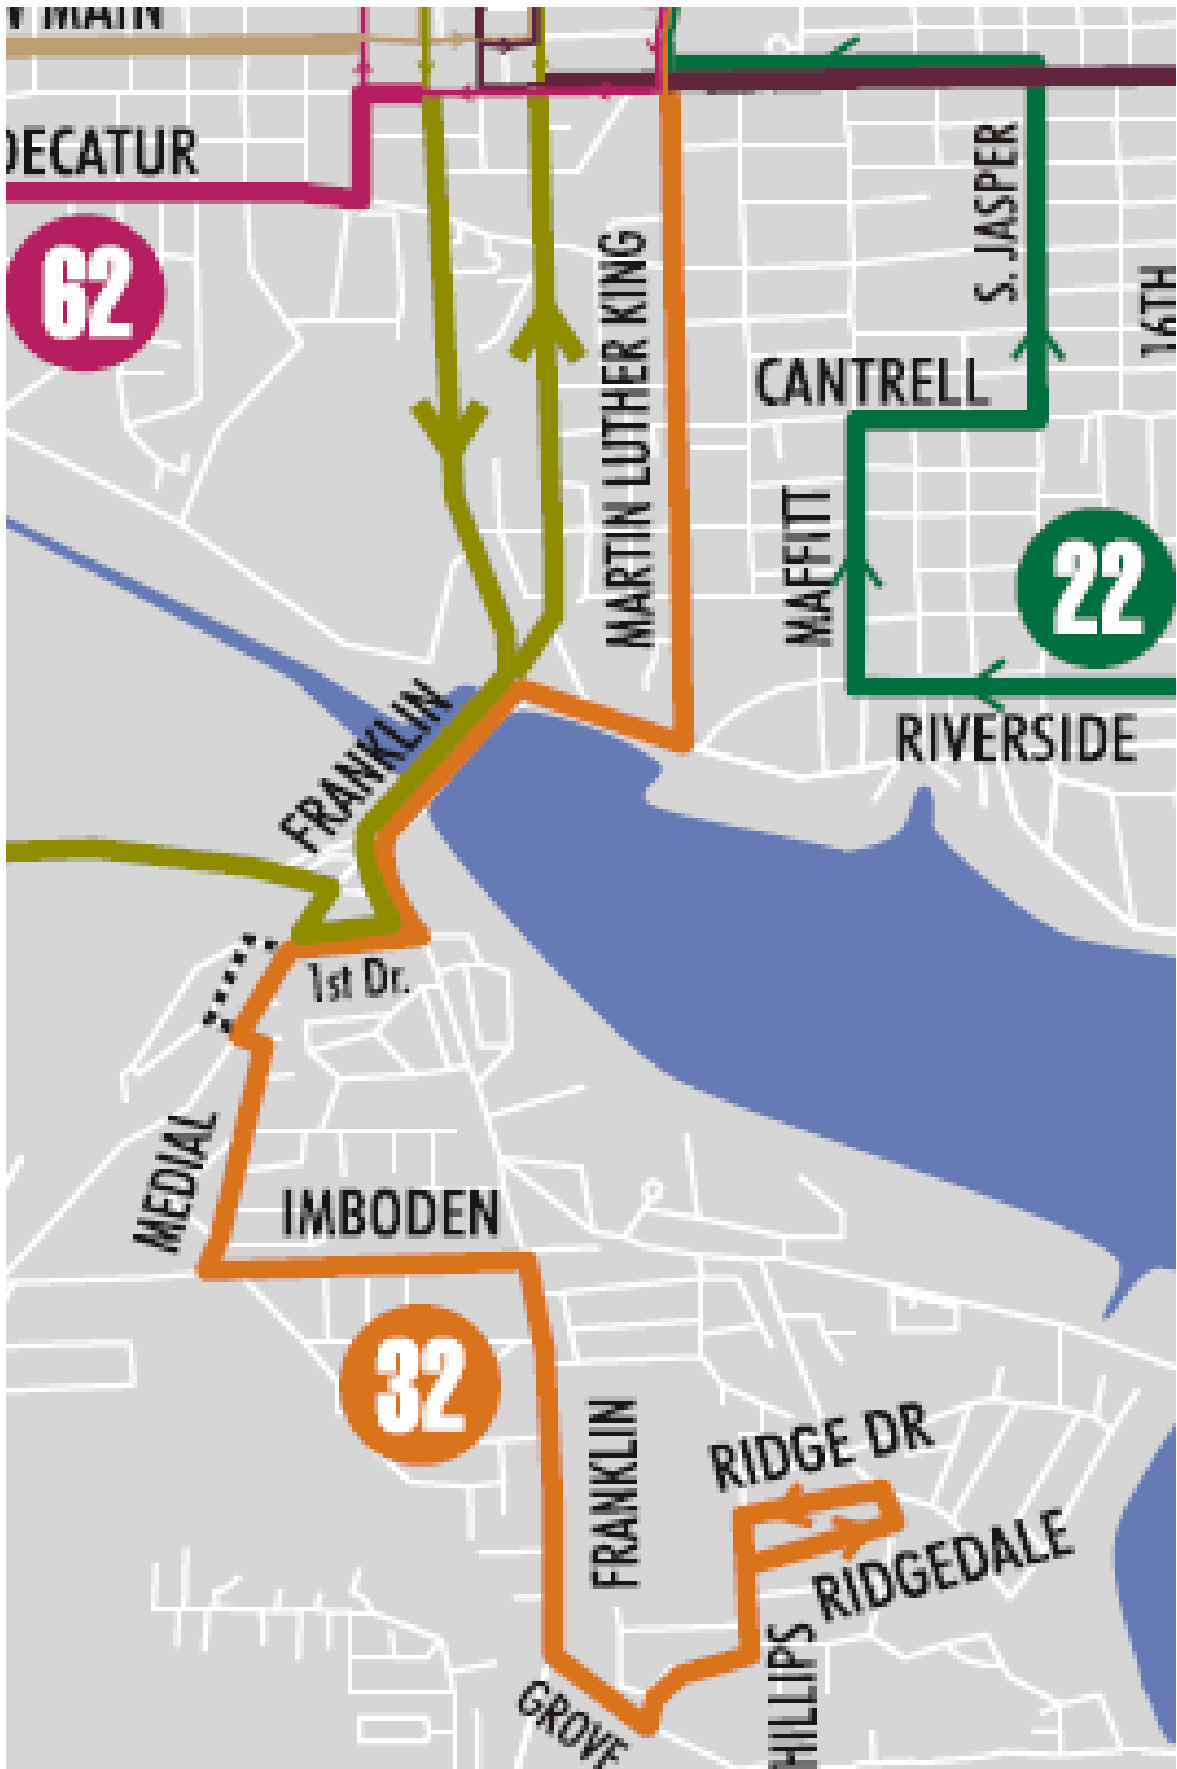 MAIN
DECATUR
62
MARTIN LUTHER KING
S. JASPER
16TH
CANTRELL
MAFFITT
22
RIVERSIDE
FRANKLIN
1st Dr.
MEDIAL
IMBODEN
32
FRANKLIN
RIDGE DR
RIDGEDALE
HILLIPS
GROVE